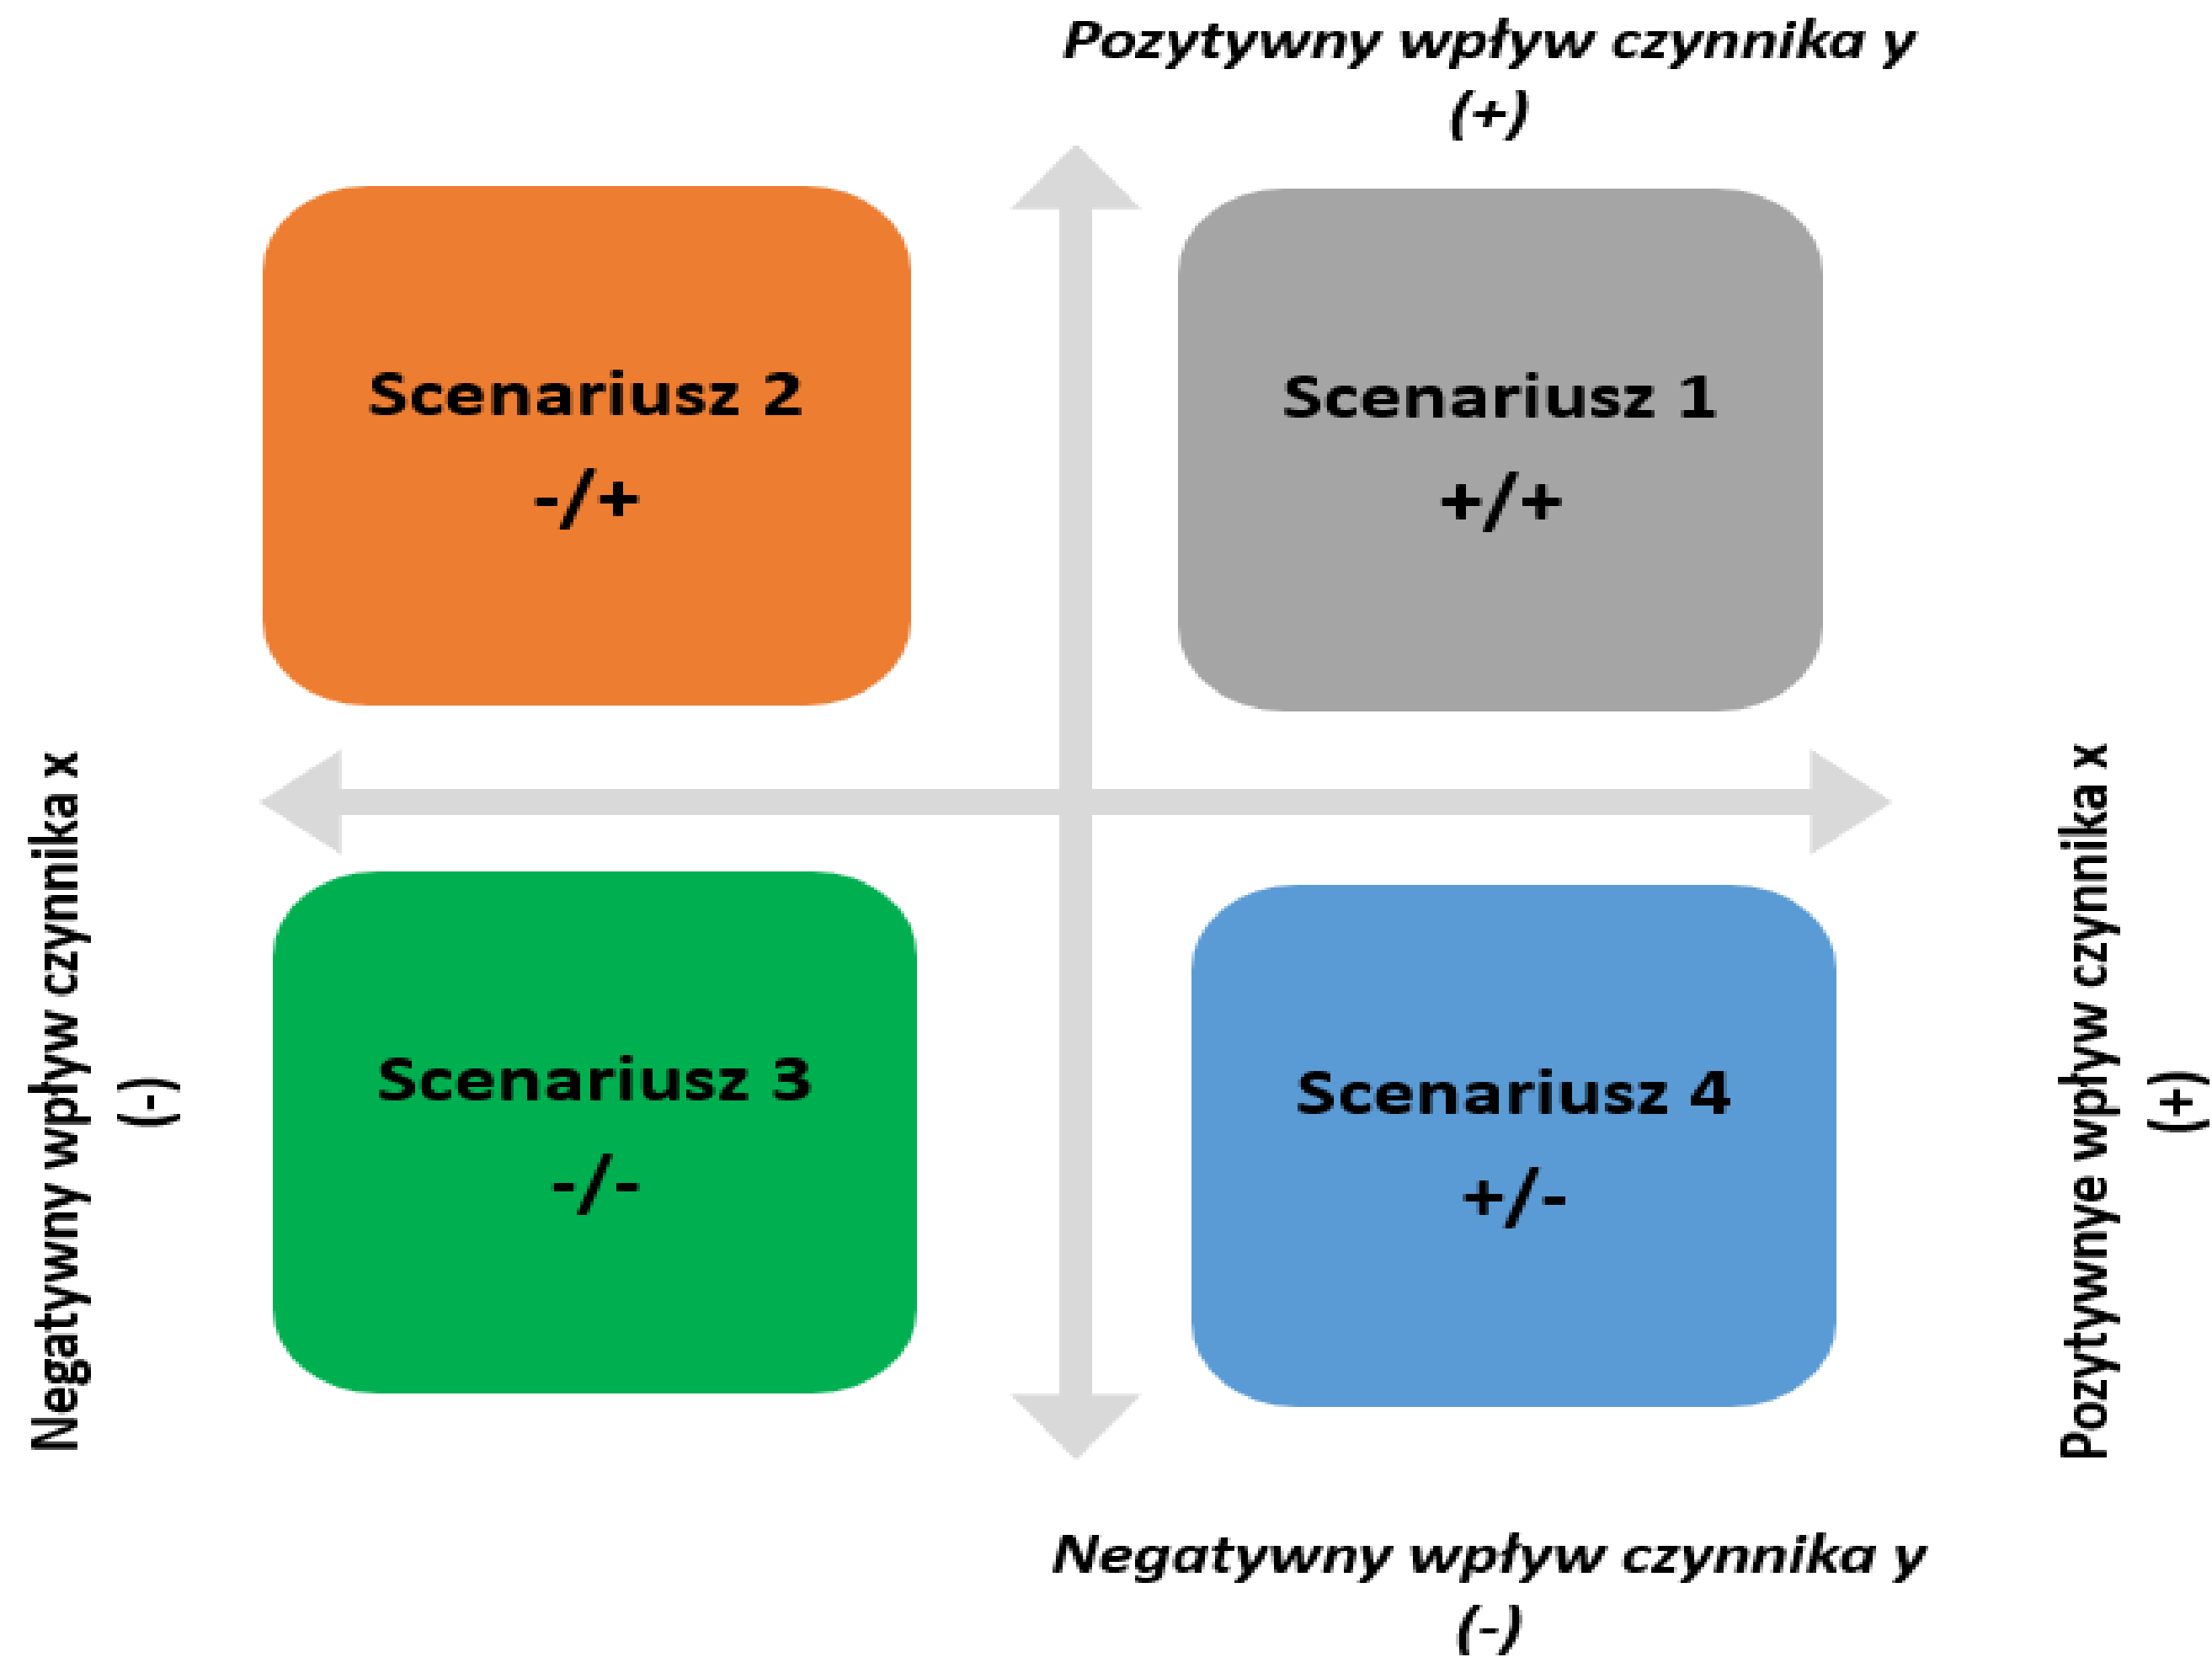 Pozytywny wpływ czynnika y
(+)
Scenariusz 2
-/+
Scenariusz 1
+/+
Negatywny wpływ czynnika x
(-)
Pozytywnye wpływ czynnika x
(+)
Scenariusz 3
-/-
Scenariusz 4
+/-
Negatywny wpływ czynnika y
(-)